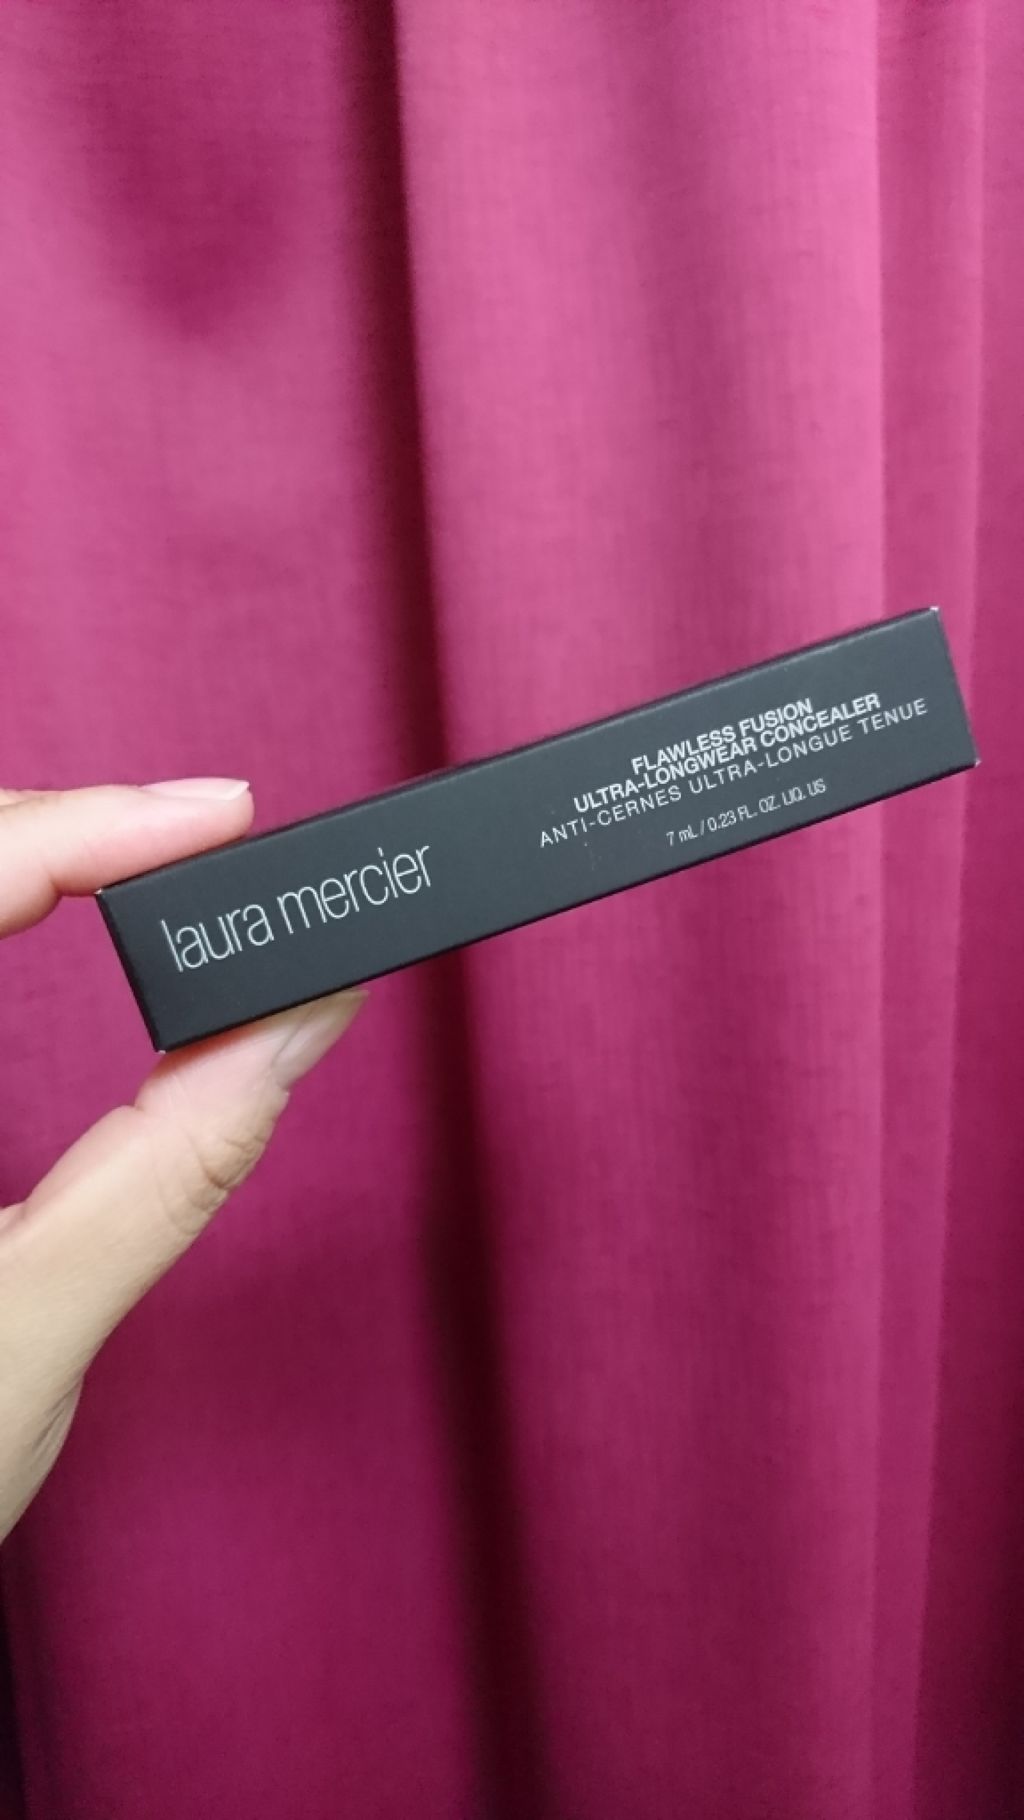 laura mercier
FLAWLESS FUSION
ULTRA-LONGWEAR CONCEALER
ANTI-CERNES ULTRA-LONGUE TENUE
7 mL / 0.23 FL. OZ. LIQ. US